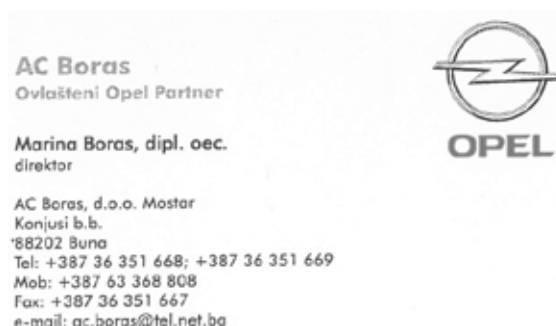 AC Boras
Ovlašteni Opel Partner
OPEL
Marina Boras, dipl. oec.
direktor
AC Boras, d.o.o. Mostar
Konjusi b.b.
88202 Buna
Tel: +387 36 351 668; +387 36 351 669
Mob: +387 63 368 808
Fax: +387 36 351 667
e-mail: ac.boras@tel.net.ba